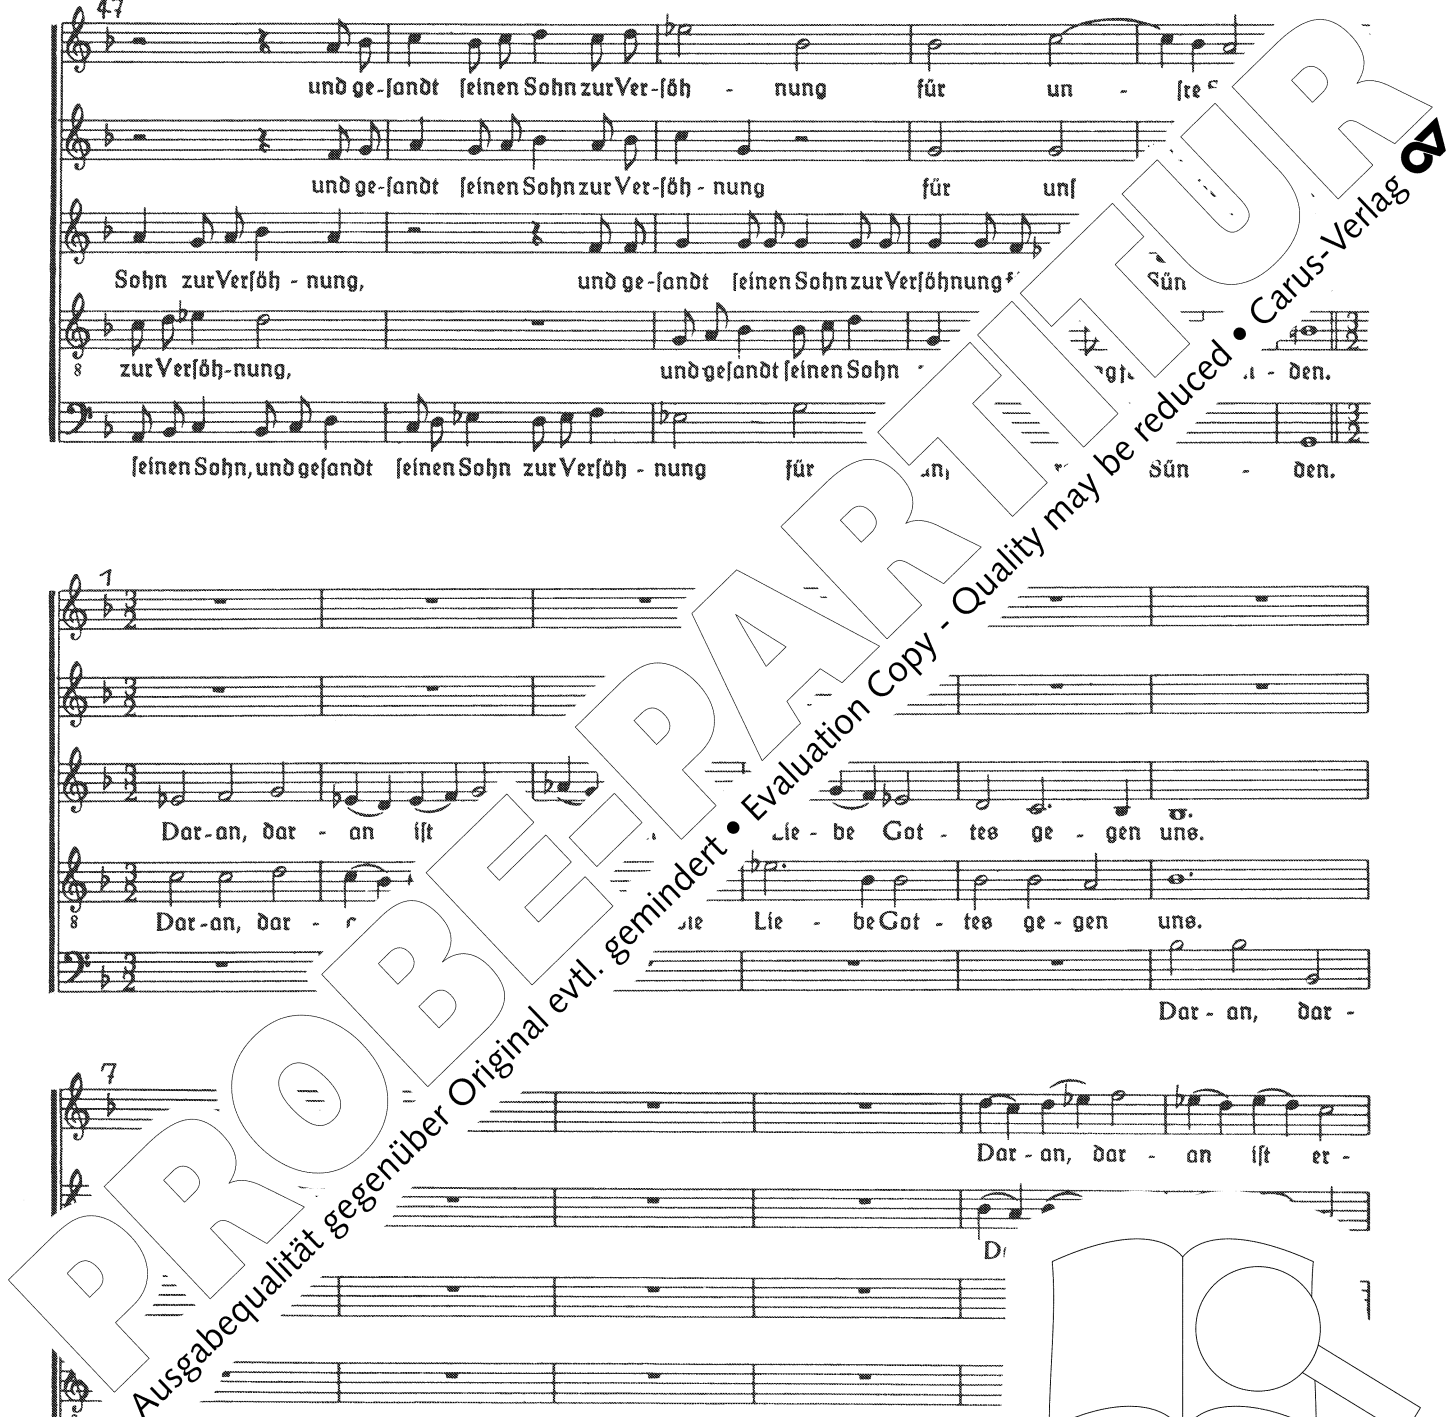 47
und ge-ſandt ſeinen Sohn zur Ver-ſöh - nung für un - ſre
und ge-ſandt ſeinen Sohn zur Ver-ſöh - nung für unſ
Sohn zur Verſöh - nung, und ge-ſandt ſeinen Sohn zur Verſöhnung Sün
8 zur Verſöh-nung, und geſandt ſeinen Sohn - den.
ſeinen Sohn, und geſandt ſeinen Sohn zur Verſöh - nung für Sün - den.
1
Dar-an, dar - an iſt Lie - be Got - tes ge - gen uns.
8 Dar-an, dar - die Lie - be Got - tes ge - gen uns.
Dar - an, dar -
7
Dar - an, dar - an iſt er -
PROBEPARTITUR
Ausgabequalität gegenüber Original evtl. gemindert • Evaluation Copy - Quality may be reduced • Carus-Verlag